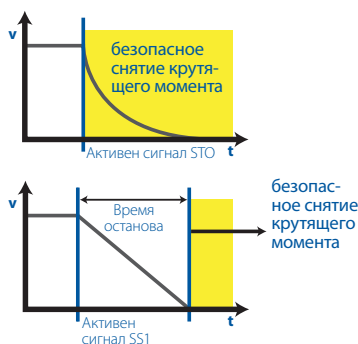 v
безопасное
снятие крутя-
щего момента
Активен сигнал STO
t
v
Время
останова
безопас-
ное снятие
крутящего
момента
t
Активен
сигнал SS1